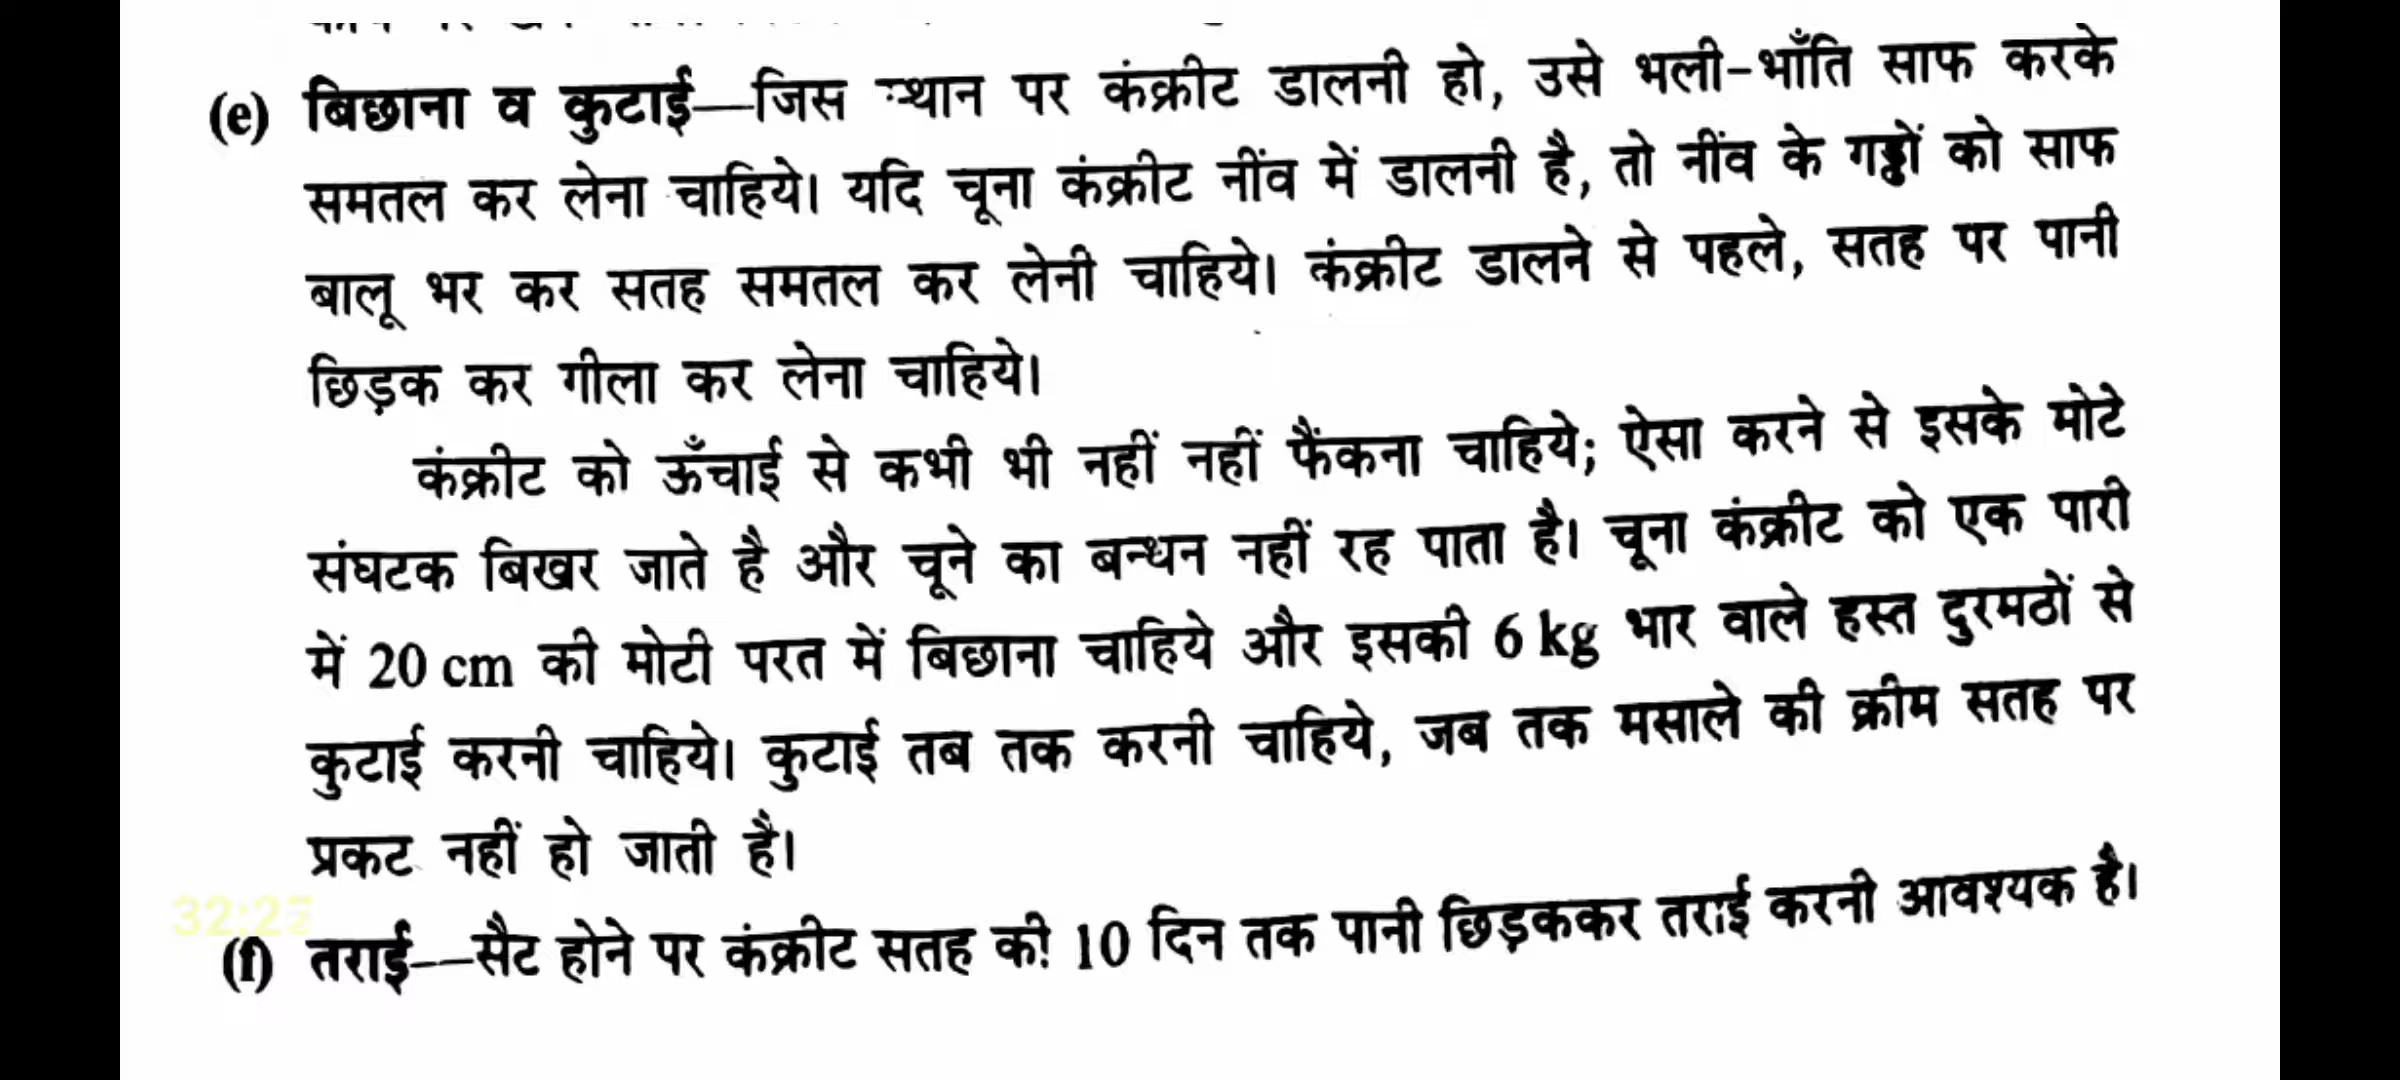 (e) बिछाना व कुटाई—जिस स्थान पर कंक्रीट डालनी हो, उसे भली-भाँति साफ करके
समतल कर लेना चाहिये। यदि चूना कंक्रीट नींव में डालनी है, तो नींव के गड्ढों को साफ
बालू भर कर सतह समतल कर लेनी चाहिये। कंक्रीट डालने से पहले, सतह पर पानी
छिड़क कर गीला कर लेना चाहिये।
कंक्रीट को ऊँचाई से कभी भी नहीं नहीं फैंकना चाहिये; ऐसा करने से इसके मोटे
संघटक बिखर जाते है और चूने का बन्धन नहीं रह पाता है। चूना कंक्रीट को एक पारी
में 20 cm की मोटी परत में बिछाना चाहिये और इसकी 6 kg भार वाले हस्त दुरमठों से
कुटाई करनी चाहिये। कुटाई तब तक करनी चाहिये, जब तक मसाले की क्रीम सतह पर
प्रकट नहीं हो जाती है।
(f) तराई—सैट होने पर कंक्रीट सतह की 10 दिन तक पानी छिड़ककर तराई करनी आवश्यक है।